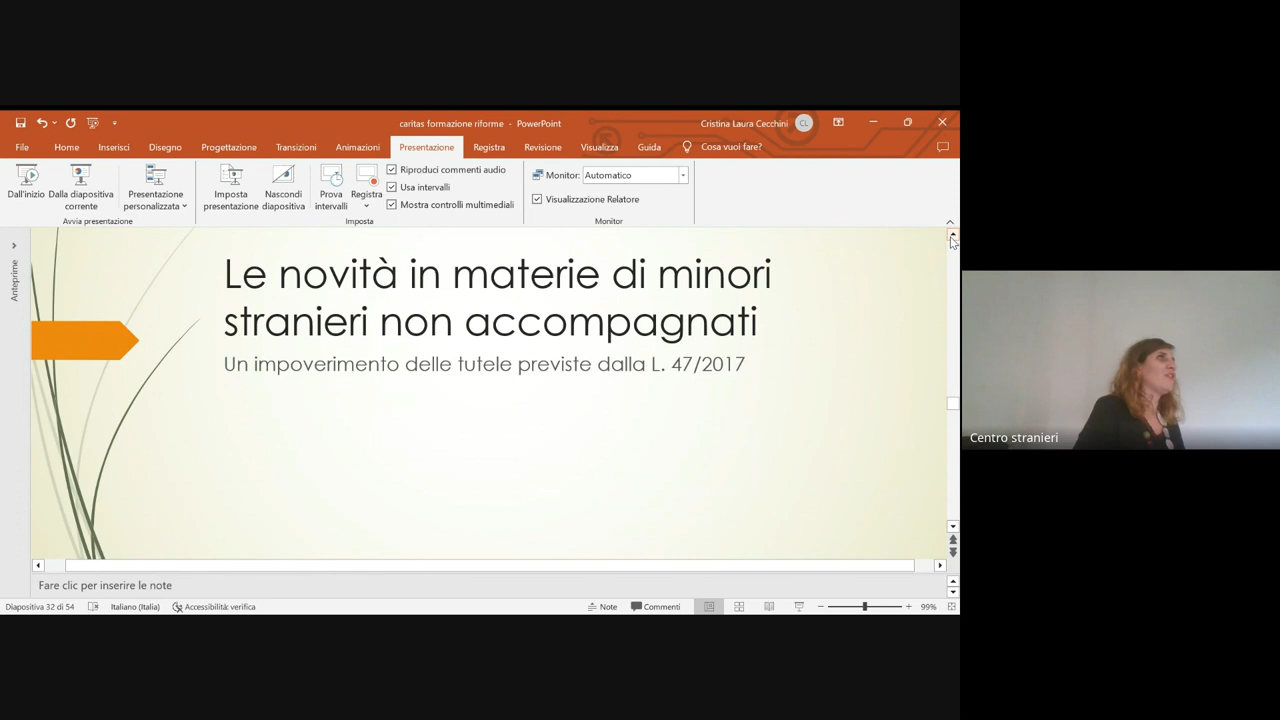 caritas formazione riforme - PowerPoint
Cristina Laura Cecchini CL
File Home Inserisci Disegno Progettazione Transizioni Animazioni Presentazione Registra Revisione Visualizza Guida Cosa vuoi fare?
Dall'inizio
Dalla diapositiva
corrente
Presentazione
personalizzata
Avvia presentazione
Imposta
presentazione
Nascondi
diapositiva
Prova
intervalli
Registra
Riproduci commenti audio
Usa intervalli
Mostra controlli multimediali
Imposta
Monitor: Automatico
Visualizzazione Relatore
Monitor
Anteprime
Le novità in materie di minori
stranieri non accompagnati
Un impoverimento delle tutele previste dalla L. 47/2017
Centro stranieri
Fare clic per inserire le note
Diapositiva 32 di 54 Italiano (Italia) Accessibilità: verifica Note Commenti 99%